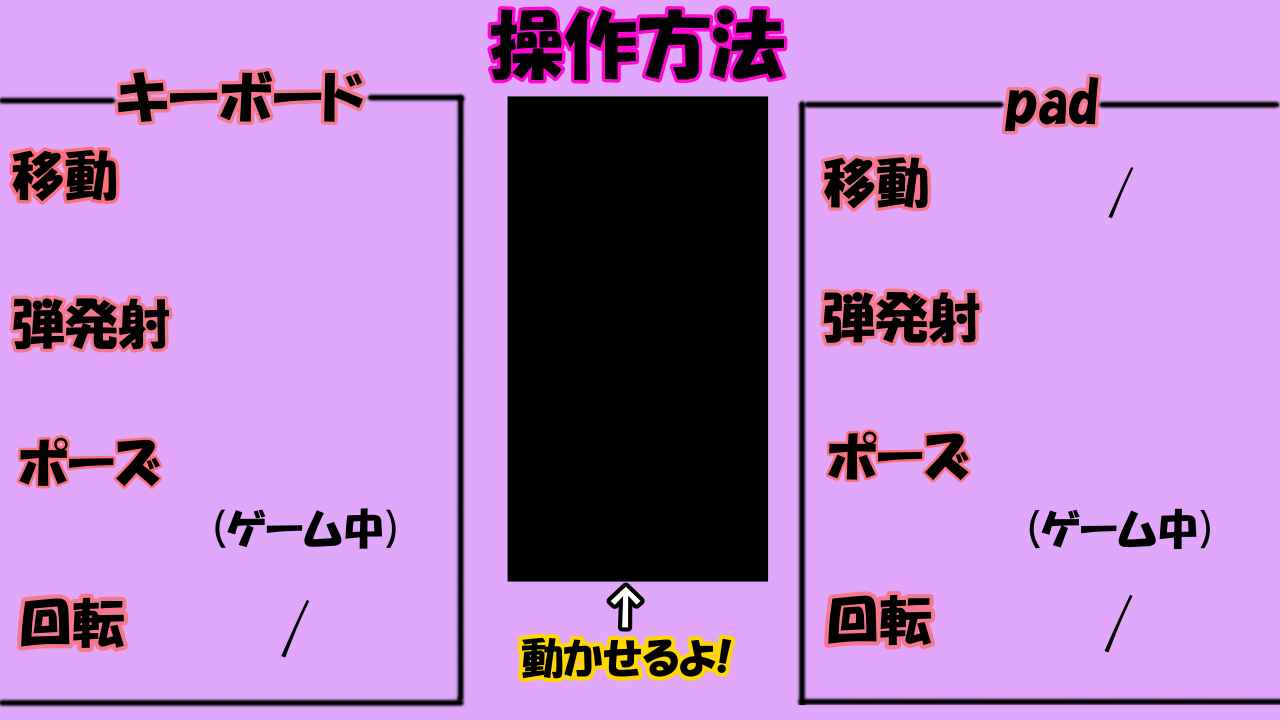 操作方法
キーボード
移動
弾発射
ポーズ
(ゲーム中)
回転 /
pad
移動 /
弾発射
ポーズ
(ゲーム中)
回転 /
↑
動かせるよ!